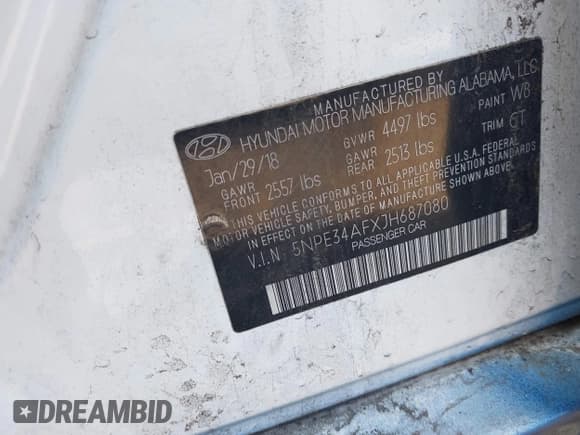 MANUFACTURED BY
HYUNDAI MOTOR MANUFACTURING ALABAMA, LLC
Jan/29/18 GVWR 4497 lbs PAINT W8
GAWR FRONT 2557 lbs GAWR REAR 2513 lbs TRIM
THIS VEHICLE CONFORMS TO ALL APPLICABLE U.S.A. FEDERAL
MOTOR VEHICLE SAFETY, BUMPER, AND THEFT PREVENTION STANDARDS
IN EFFECT ON THE DATE OF MANUFACTURE SHOWN ABOVE.
V.I.N 5NPE34AFXJH687080
PASSENGER CAR
DREAMBID